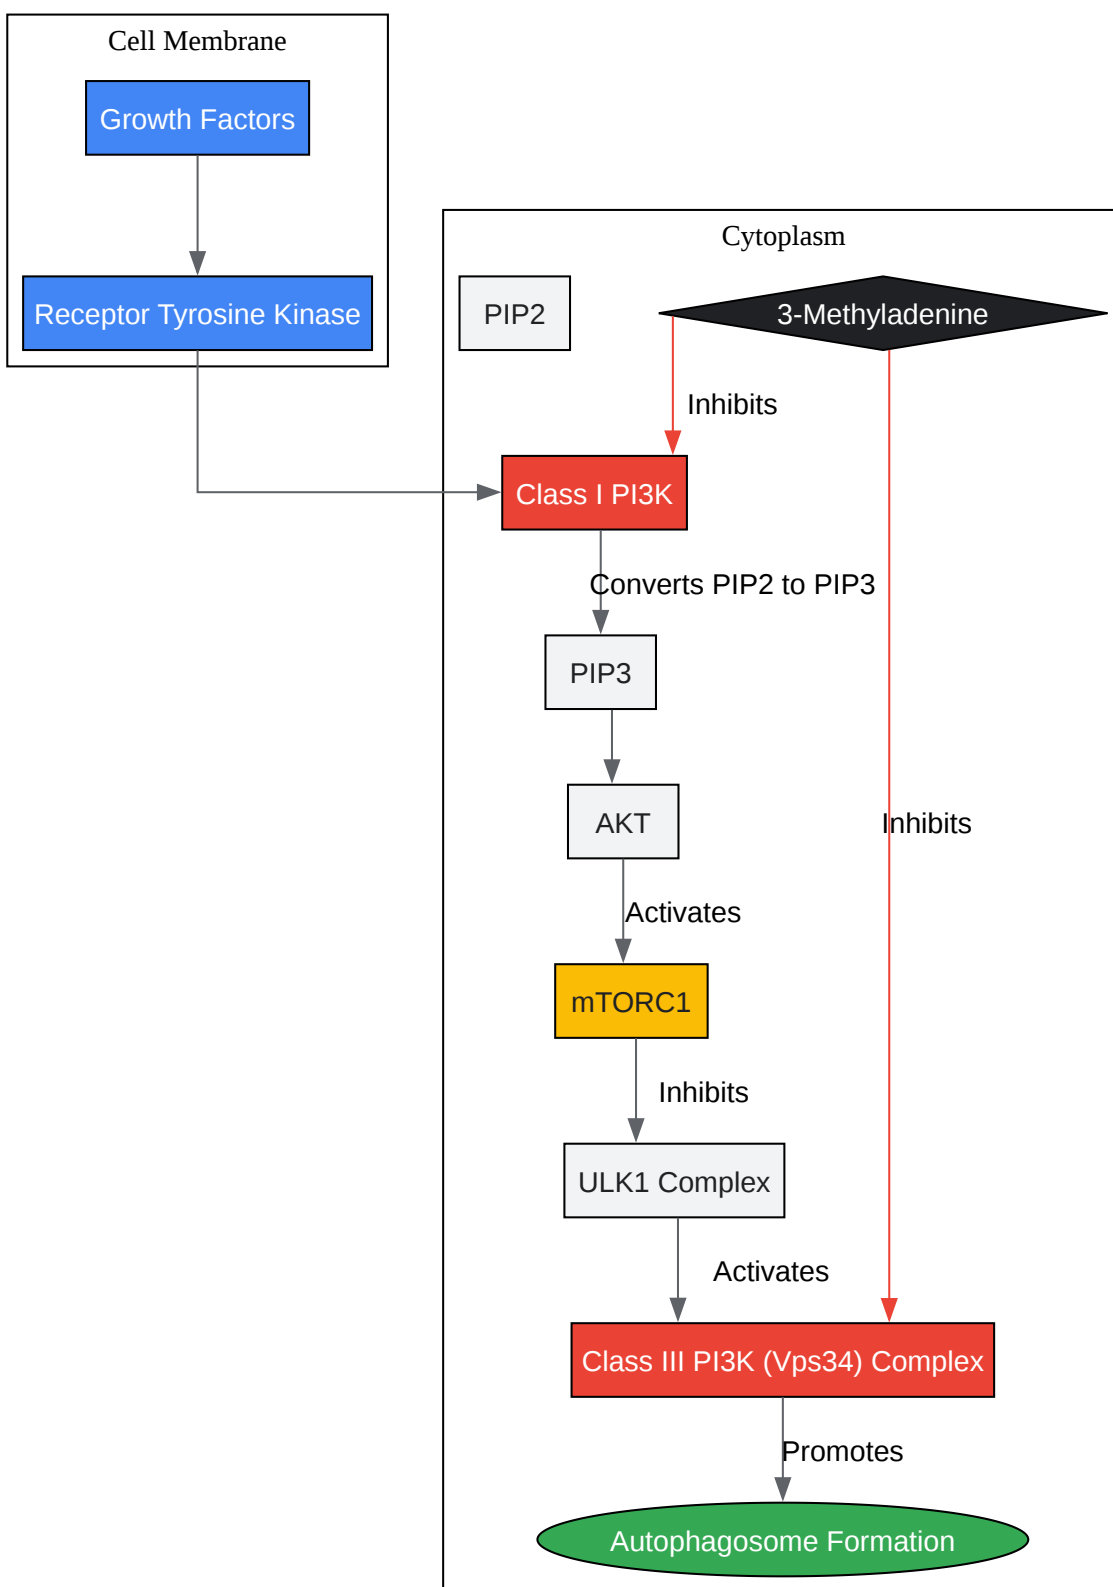 Cell Membrane
Growth Factors
Receptor Tyrosine Kinase
Cytoplasm
PIP2
3-Methyladenine
Inhibits
Class I PI3K
Converts PIP2 to PIP3
PIP3
AKT
Inhibits
Activates
mTORC1
Inhibits
ULK1 Complex
Activates
Class III PI3K (Vps34) Complex
Promotes
Autophagosome Formation